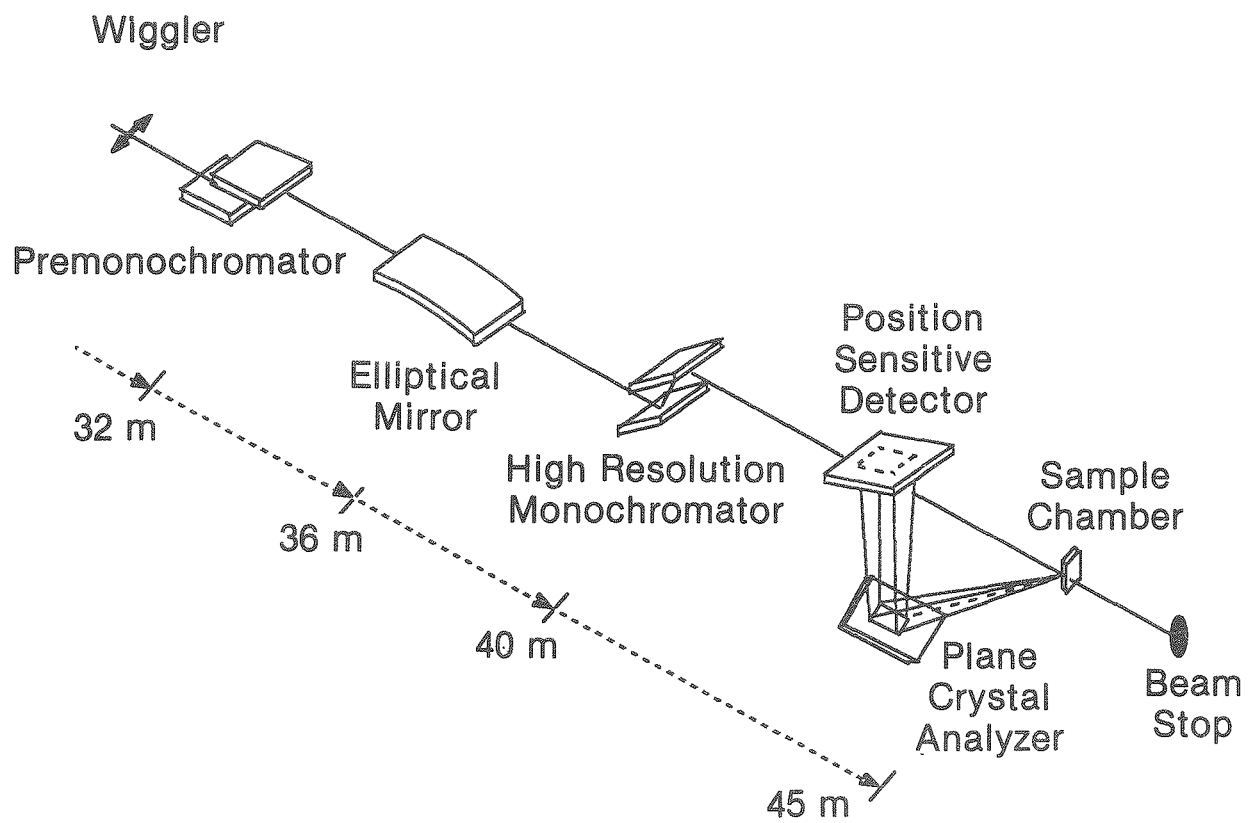 Wiggler
Premonochromator
Elliptical
Mirror
High Resolution
Monochromator
Position
Sensitive
Detector
Sample
Chamber
Plane
Crystal
Analyzer
Beam
Stop
32 m
36 m
40 m
45 m